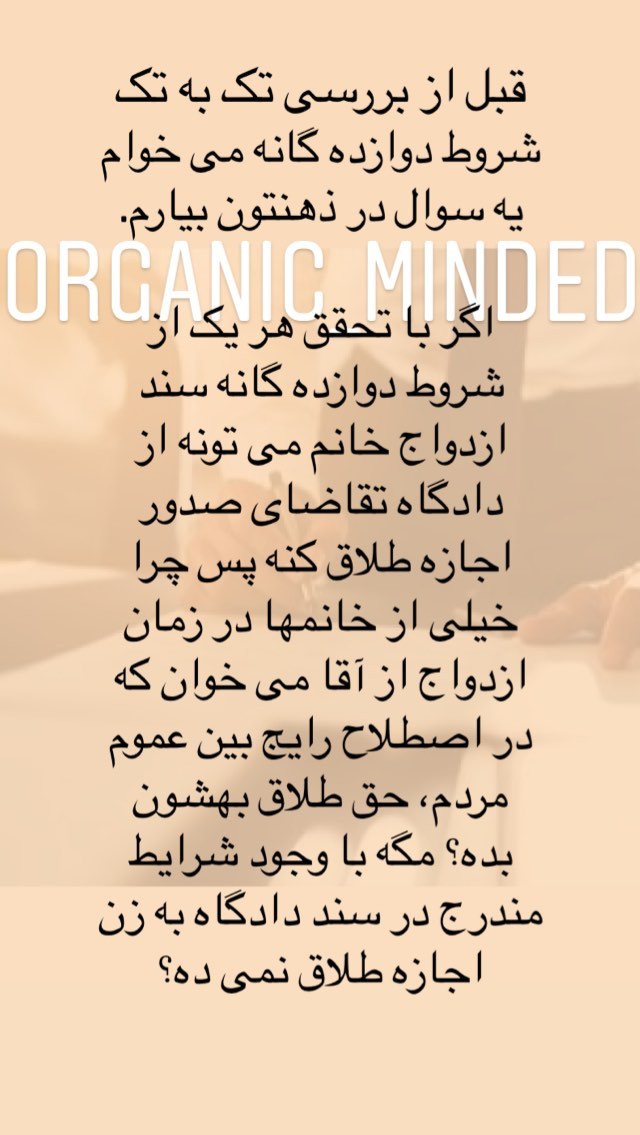 قبل از بررسی تک به تک
شروط دوازده گانه می خوام
یه سوال در ذهنتون بیارم.
ORGANIC MINDED
اگر با تحقق هر یک از
شروط دوازده گانه سند
ازدواج خانم می تونه از
دادگاه تقاضای صدور
اجازه طلاق کنه پس چرا
خیلی از خانمها در زمان
ازدواج از آقا می خوان که
در اصطلاح رایج بین عموم
مردم، حق طلاق بهشون
بده؟ مگه با وجود شرایط
مندرج در سند دادگاه به زن
اجازه طلاق نمی ده؟